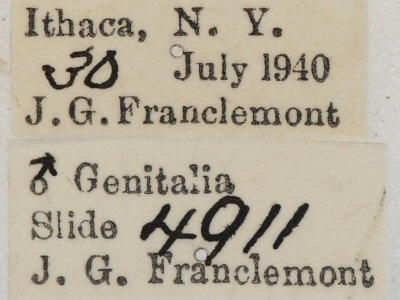 Ithaca, N. Y.
30 July 1940
J. G. Franclemont
♂ Genitalia
Slide 4911
J. G. Franclemont